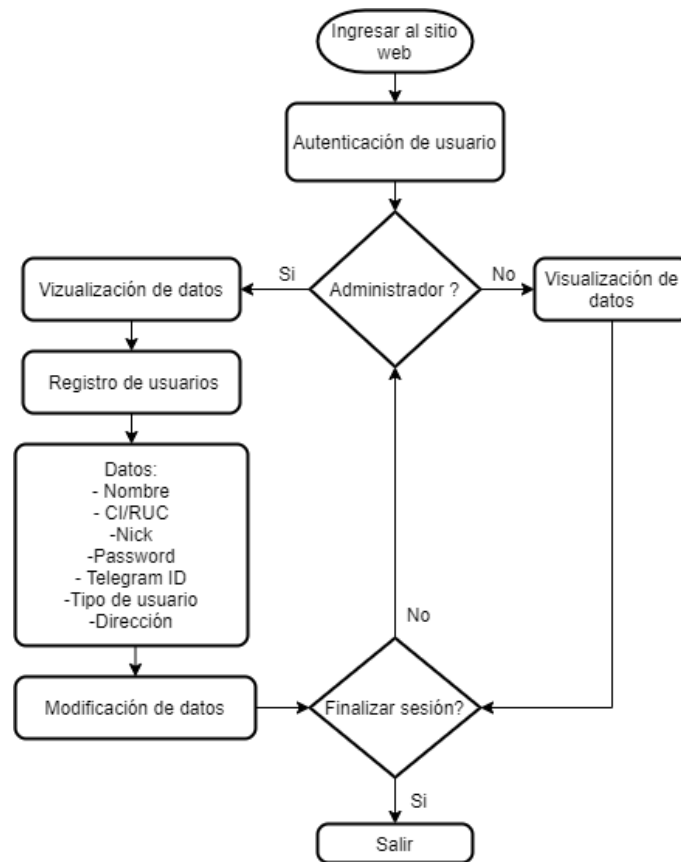 Ingresar al sitio
web
Autenticación de usuario
Administrador ?
Si
No
Vizualización de datos
Visualización de
datos
Registro de usuarios
Datos:
- Nombre
- CI/RUC
-Nick
-Password
- Telegram ID
-Tipo de usuario
-Dirección
Modificación de datos
No
Finalizar sesión?
Si
Salir